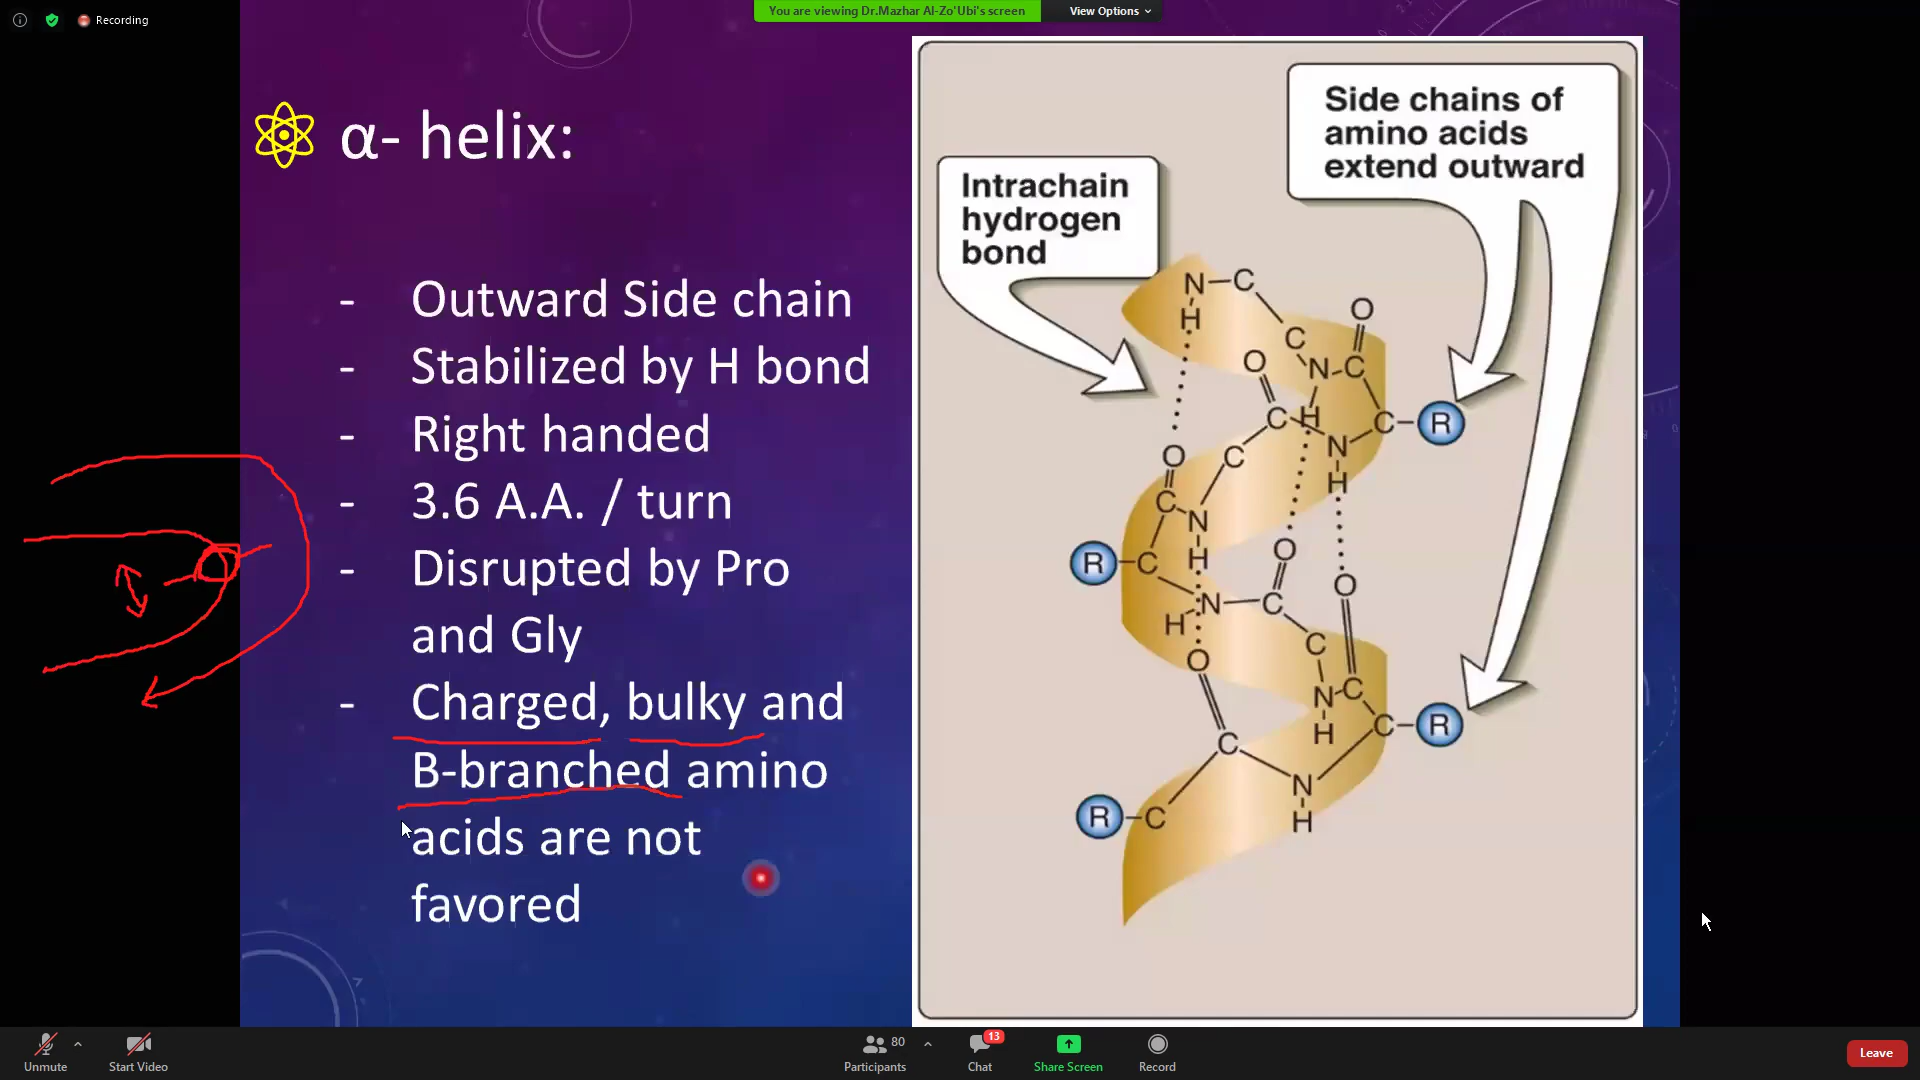 Recording
You are viewing Dr.Mazhar Al-Zo'Ubi's screen
View Options
α- helix:
- Outward Side chain
- Stabilized by H bond
- Right handed
- 3.6 A.A. / turn
- Disrupted by Pro
and Gly
- Charged, bulky and
B-branched amino
acids are not
favored
Side chains of
amino acids
extend outward
Intrachain
hydrogen
bond
N C
H
O
C
O N C
C H C R
N
O C H
C N
R C H O
N C O
H
C
O
N C
H C R
C
N
R C H
Unmute
Start Video
80
Participants
13
Chat
Share Screen
Record
Leave